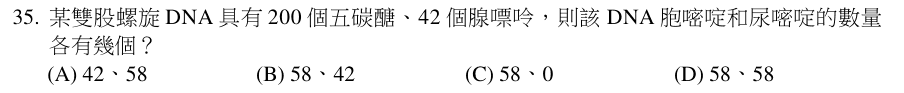 35. 某雙股螺旋 DNA 具有 200 個五碳醣、42 個腺嘌呤，則該 DNA 胞嘧啶和尿嘧啶的數量
各有幾個？
(A) 42、58 (B) 58、42 (C) 58、0 (D) 58、58